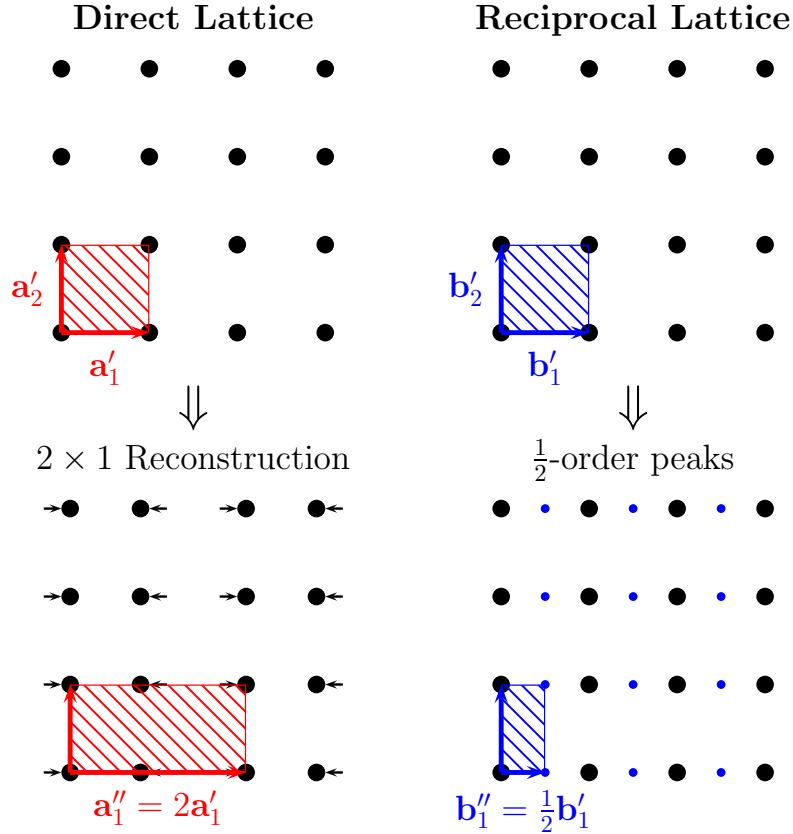 Direct Lattice
Reciprocal Lattice
a′₂
a′₁
b′₂
b′₁
⇓
⇓
2 × 1 Reconstruction
½-order peaks
a″₁ = 2a′₁
b″₁ = ½b′₁